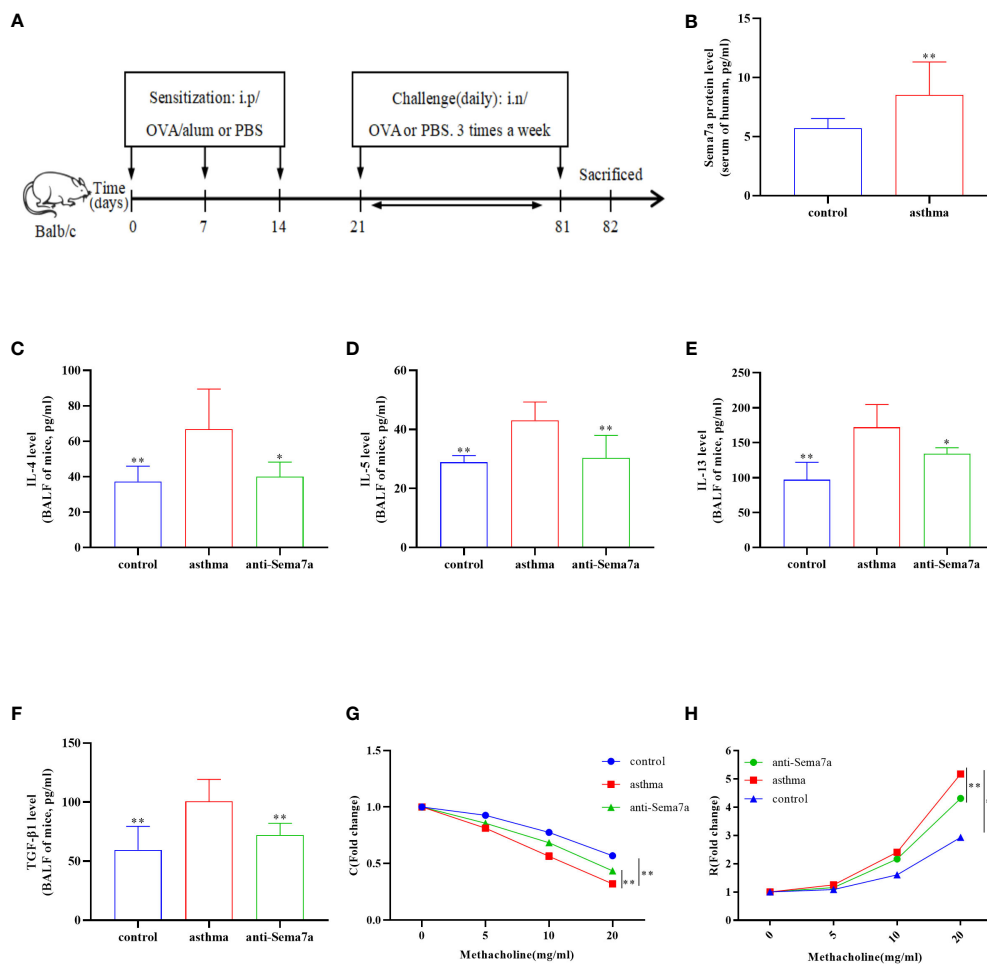 A
Sensitization: i.p/
OVA/alum or PBS
Challenge(daily): i.n/
OVA or PBS. 3 times a week
Sacrificed
Time
(days)
Balb/c
0
7
14
21
81
82
B
Sema7a protein level
(serum of human, pg/ml)
15
10
5
0
**
control
asthma
C
IL-4 level
(BALF of mice, pg/ml)
100
80
60
40
20
0
**
*
control
asthma
anti-Sema7a
D
IL-5 level
(BALF of mice, pg/ml)
60
40
20
0
**
**
control
asthma
anti-Sema7a
E
IL-13 level
(BALF of mice, pg/ml)
250
200
150
100
50
0
**
*
control
asthma
anti-Sema7a
F
TGF-β1 level
(BALF of mice, pg/ml)
150
100
50
0
**
**
control
asthma
anti-Sema7a
G
C(Fold change)
1.5
1.0
0.5
0.0
control
asthma
anti-Sema7a
**
**
0
5
10
20
Methacholine(mg/ml)
H
R(Fold change)
6
5
4
3
2
1
0
anti-Sema7a
asthma
control
**
0
5
10
20
Methacholine(mg/ml)